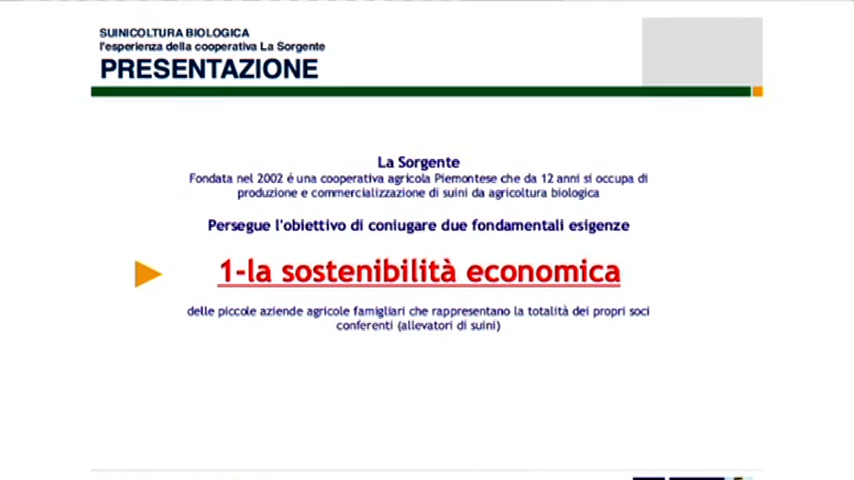 SUINICOLTURA BIOLOGICA
l'esperienza della cooperativa La Sorgente
PRESENTAZIONE
La Sorgente
Fondata nel 2002 é una cooperativa agricola Piemontese che da 12 anni si occupa di
produzione e commercializzazione di suini da agricoltura biologica
Persegue l'obiettivo di coniugare due fondamentali esigenze
1-la sostenibilità economica
delle piccole aziende agricole famigliari che rappresentano la totalità dei propri soci
conferenti (allevatori di suini)